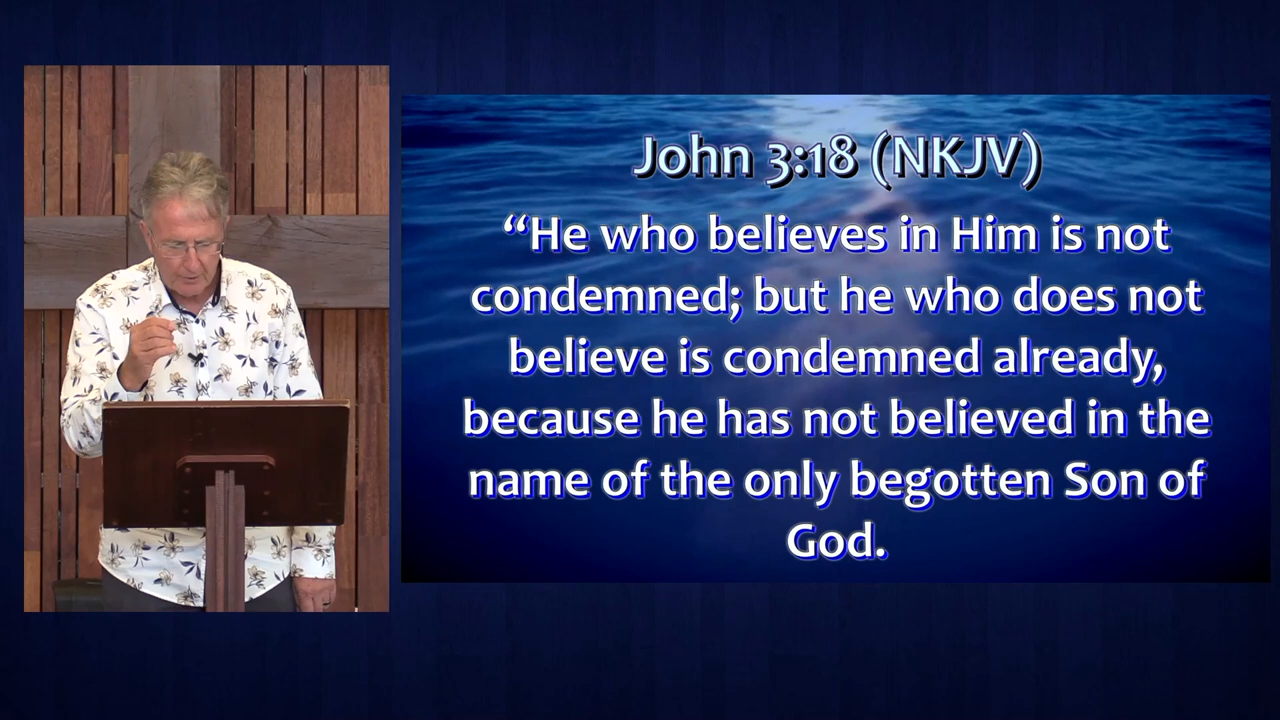 John 3:18 (NKJV)
“He who believes in Him is not
condemned; but he who does not
believe is condemned already,
because he has not believed in the
name of the only begotten Son of
God.